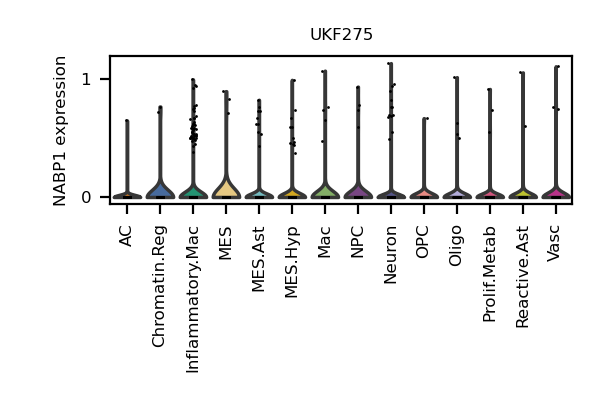 UKF275
NABP1 expression
1
0
AC
Chromatin.Reg
Inflammatory.Mac
MES
MES.Ast
MES.Hyp
Mac
NPC
Neuron
OPC
Oligo
Prolif.Metab
Reactive.Ast
Vasc